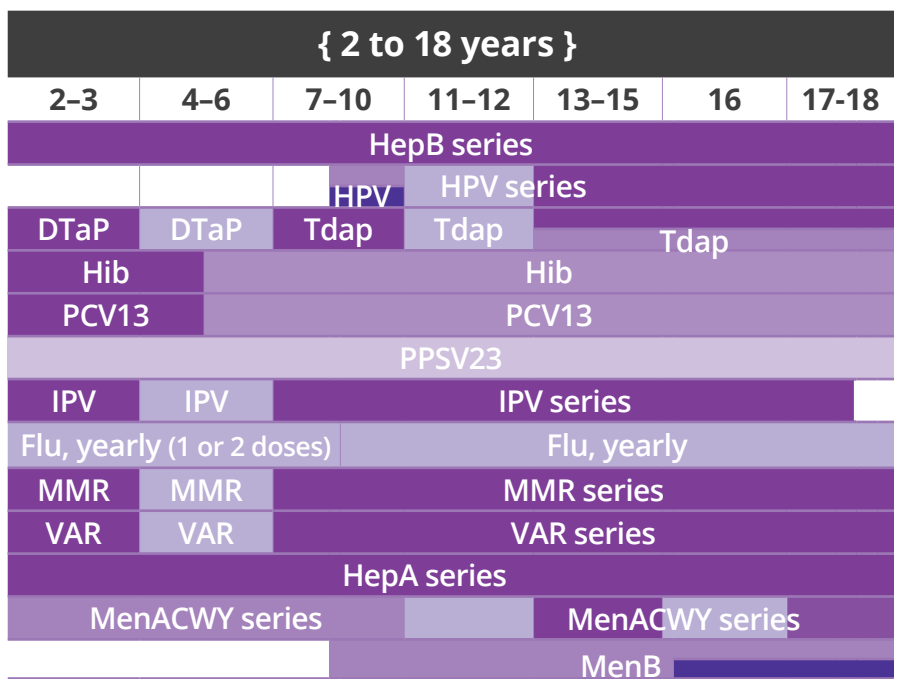 { 2 to 18 years }
2–3 4–6 7–10 11–12 13–15 16 17-18
HepB series
HPV HPV series
DTaP DTaP Tdap Tdap Tdap
Hib Hib
PCV13 PCV13
PPSV23
IPV IPV IPV series
Flu, yearly (1 or 2 doses) Flu, yearly
MMR MMR MMR series
VAR VAR VAR series
HepA series
MenACWY series MenACWY series
MenB